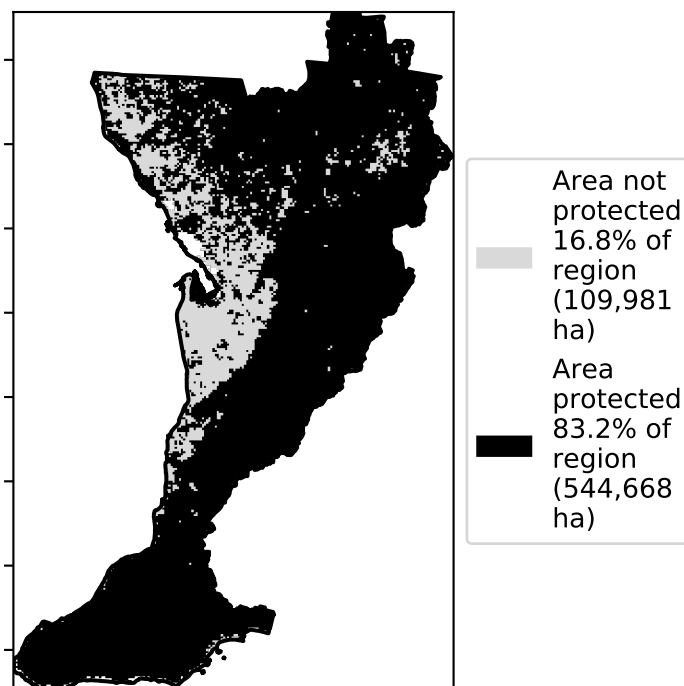 Area not
protected
16.8% of
region
(109,981
ha)
Area
protected
83.2% of
region
(544,668
ha)